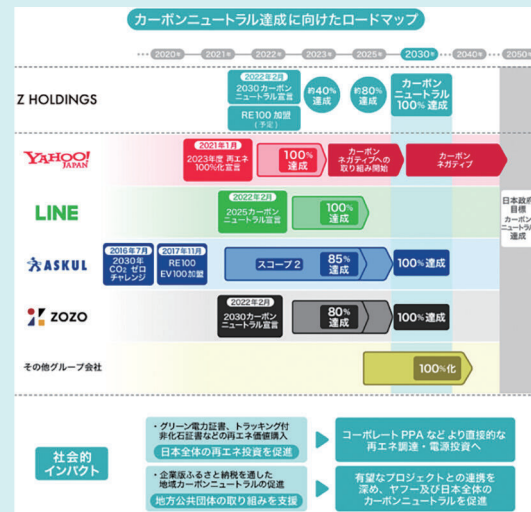 カーボンニュートラル達成に向けたロードマップ
2020年
2021年
2022年
2023年
2025年
2030年
2040年
2050年
Z HOLDINGS
2022年2月
2030カーボン
ニュートラル宣言
RE100 加盟
(予定)
約40%
達成
約80%
達成
カーボン
ニュートラル
100% 達成
YAHOO!
JAPAN
2021年1月
2023年度 再エネ
100%化宣言
100%
達成
カーボン
ネガティブへの
取り組み開始
カーボン
ネガティブ
LINE
2022年2月
2025カーボン
ニュートラル宣言
100%
達成
日本政府
目標
カーボン
ニュートラル
達成
ASKUL
2016年7月
2030年
CO₂ ゼロ
チャレンジ
2017年11月
RE100
EV100加盟
スコープ2
85%
達成
100% 達成
ZOZO
2022年2月
2030カーボン
ニュートラル宣言
80%
達成
100% 達成
その他グループ会社
100%化
社会的
インパクト
・グリーン電力証書、トラッキング付
非化石証書などの再エネ価値購入
日本全体の再エネ投資を促進
コーポレート PPA など より直接的な
再エネ調達・電源投資へ
・企業版ふるさと納税を通した
地域カーボンニュートラルの促進
地方公共団体の取り組みを支援
有望なプロジェクトとの連携を
深め、ヤフー及び日本全体の
カーボンニュートラルを促進